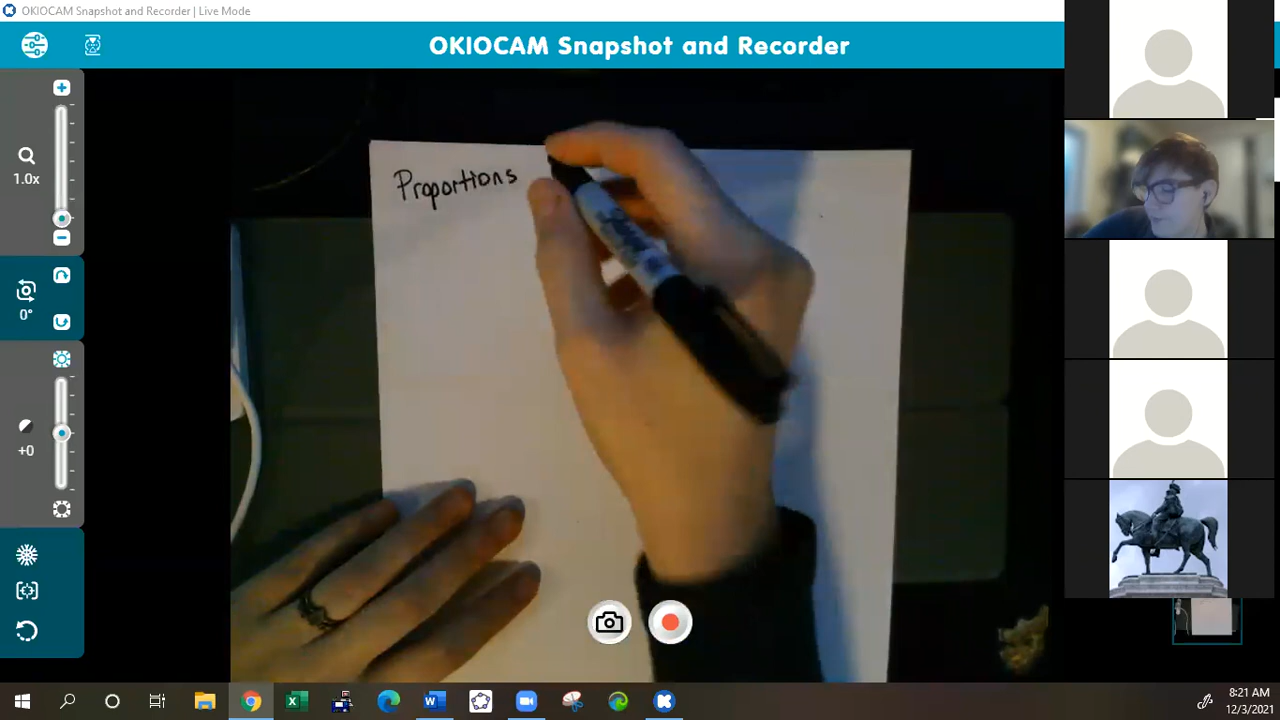 OKIOCAM Snapshot and Recorder | Live Mode
OKIOCAM Snapshot and Recorder
1.0x
0°
+0
Proportions
8:21 AM
12/3/2021